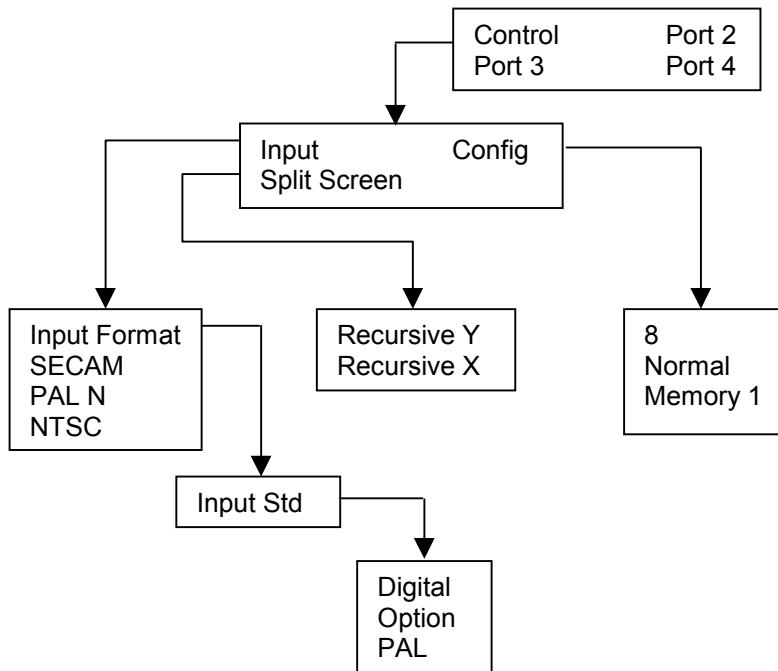 Control Port 2
Port 3 Port 4
Input Config
Split Screen
Input Format
SECAM
PAL N
NTSC
Recursive Y
Recursive X
8
Normal
Memory 1
Input Std
Digital
Option
PAL